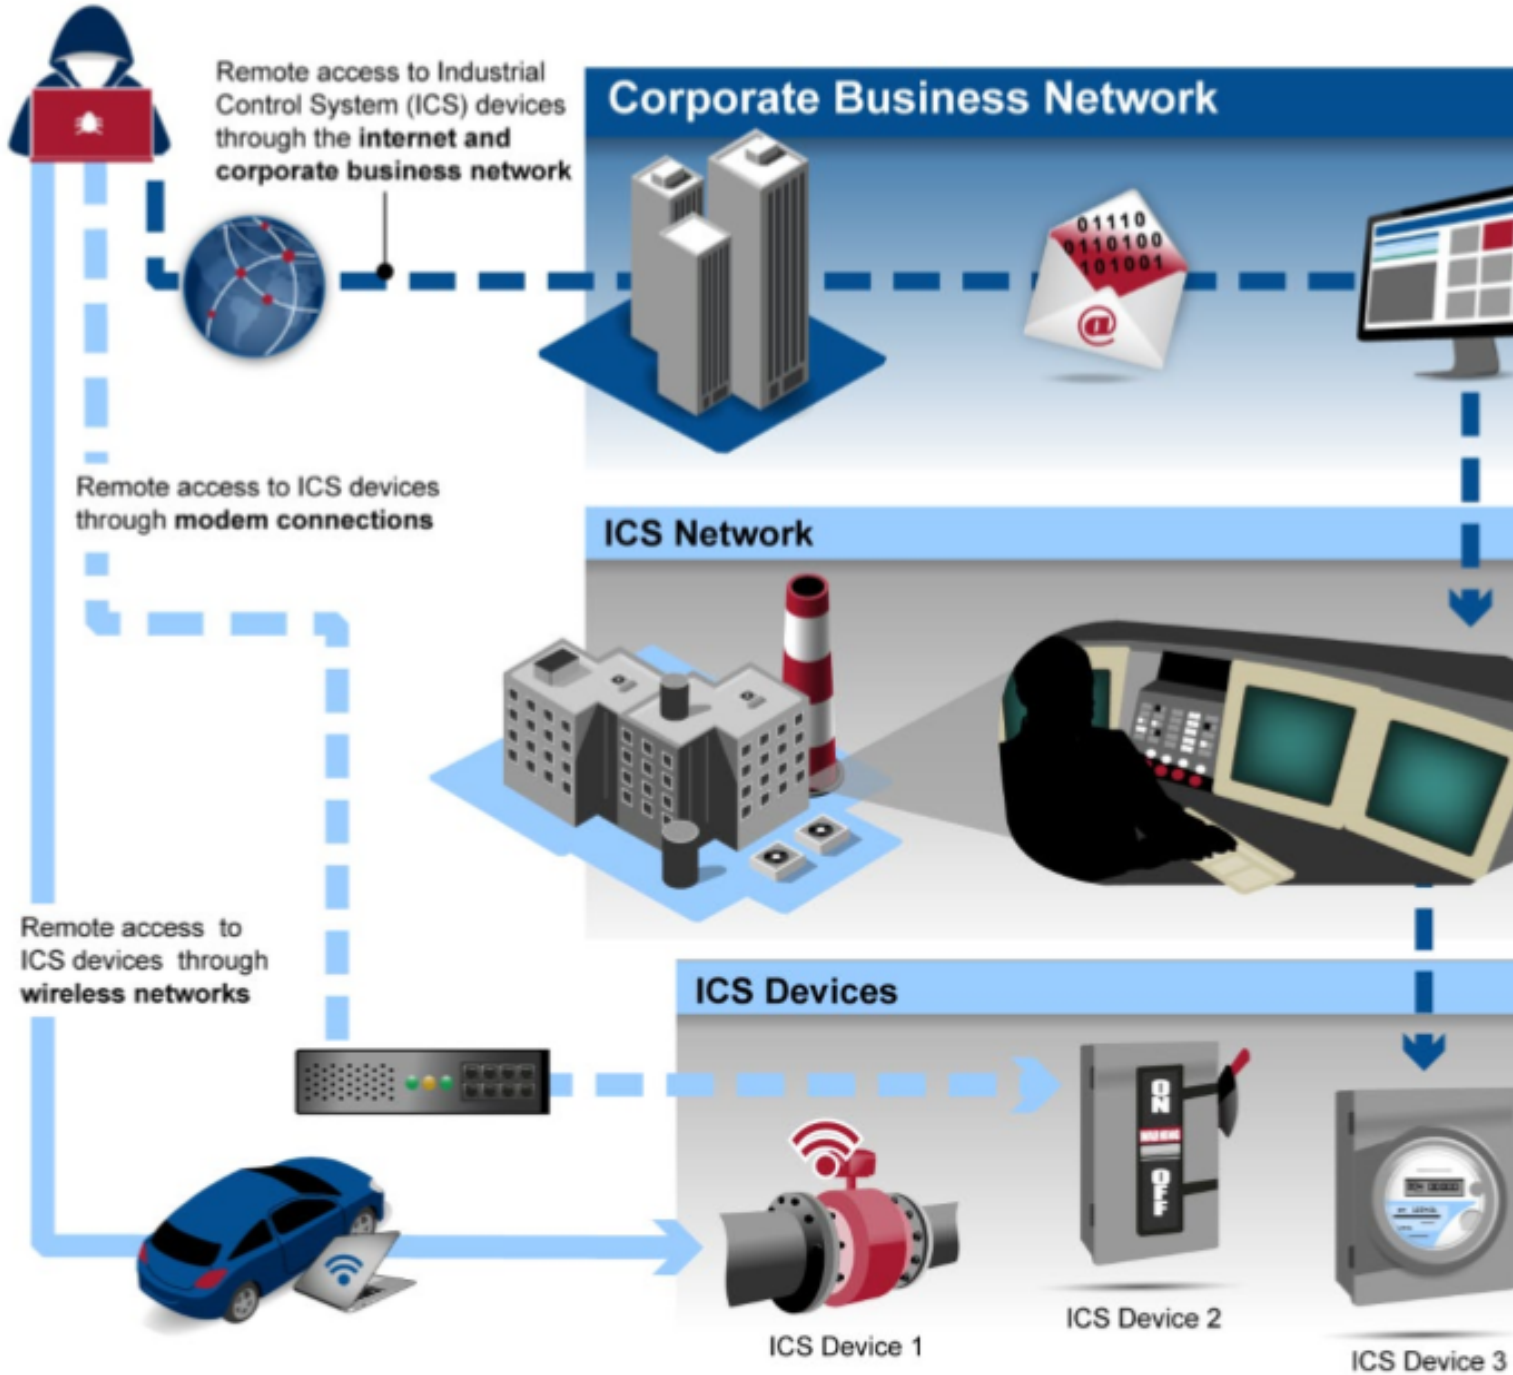 Remote access to Industrial
Control System (ICS) devices
through the internet and
corporate business network
Corporate Business Network
01110
0110100
101001
@
Remote access to ICS devices
through modem connections
ICS Network
Remote access to
ICS devices through
wireless networks
ICS Devices
ON
OFF
ICS Device 1
ICS Device 2
ICS Device 3